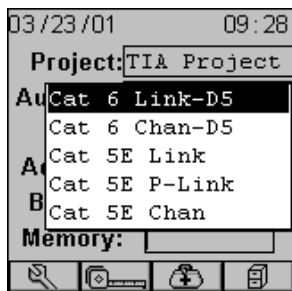 03/23/01 09:28
Project: TIA Project
Au
Cat 6 Link-D5
Cat 6 Chan-D5
Cat 5E Link
A
Cat 5E P-Link
B
Cat 5E Chan
Memory: